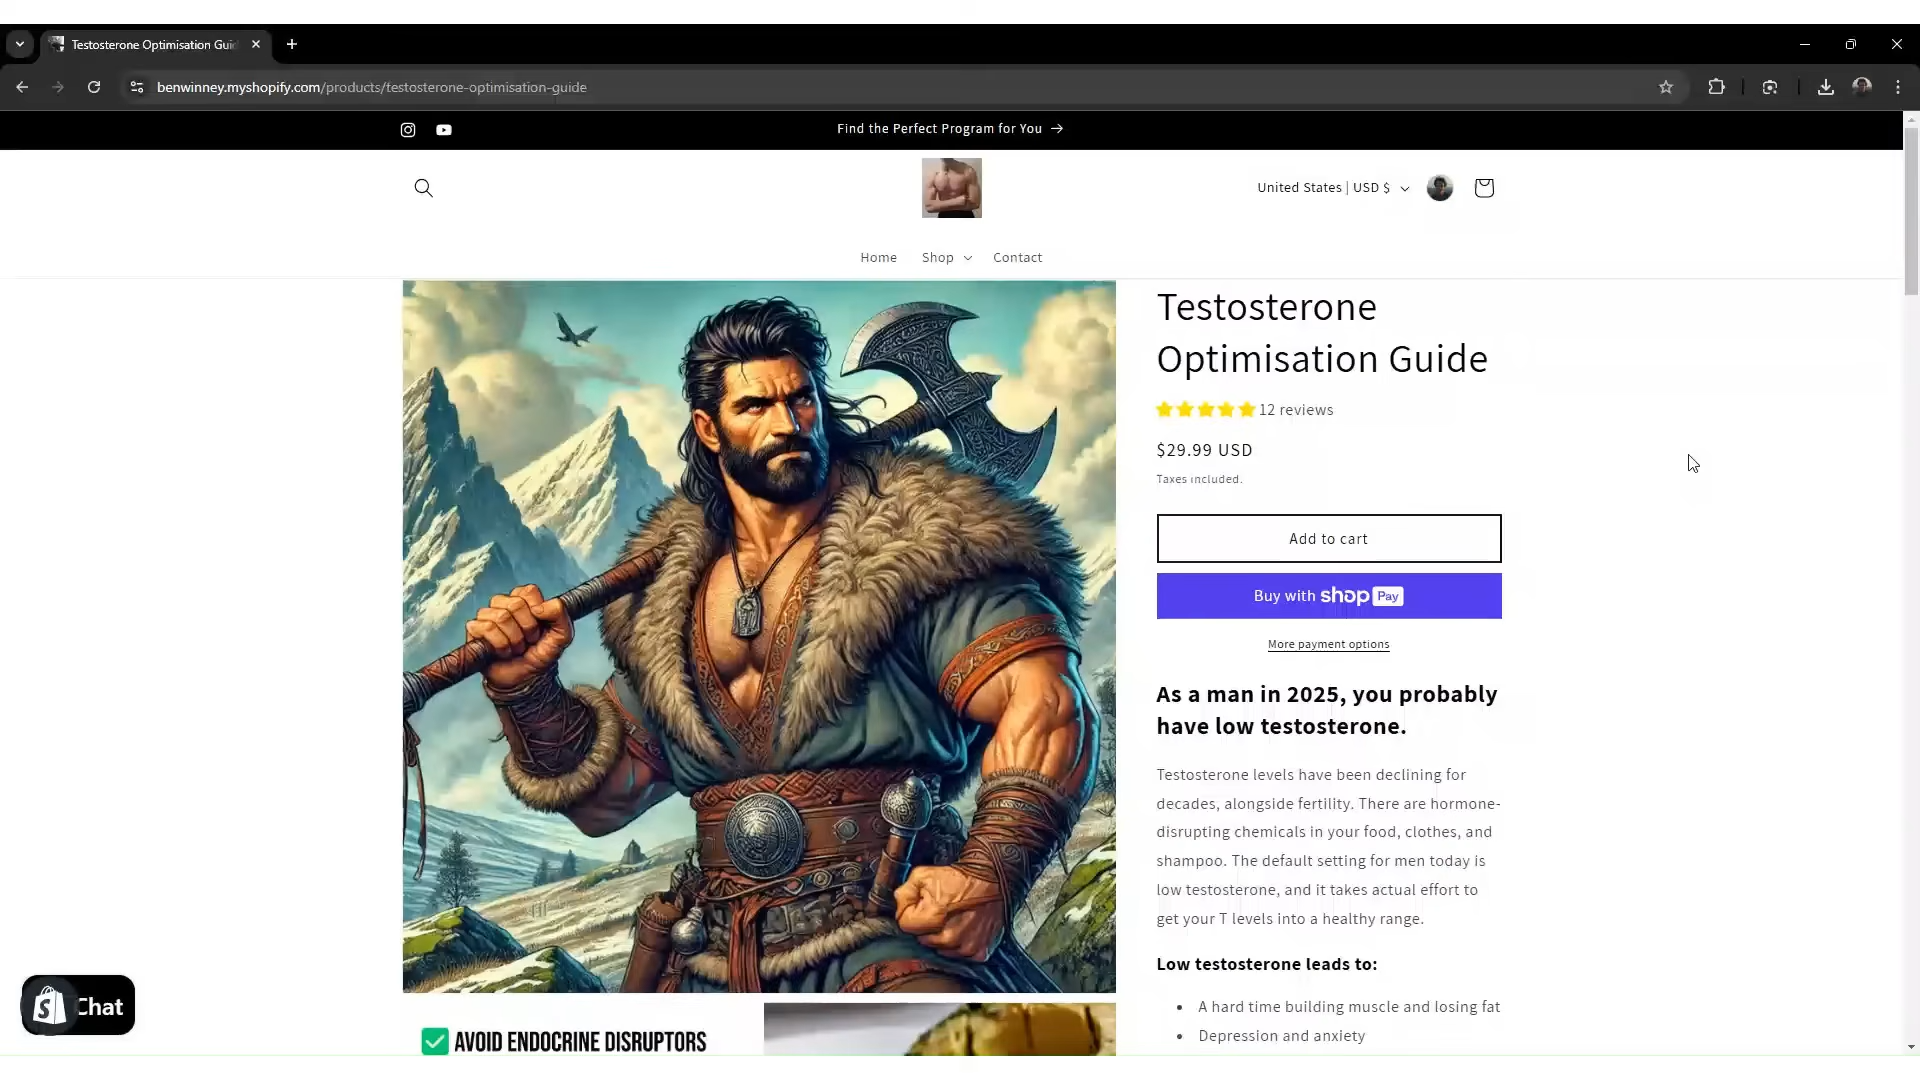 Testosterone Optimisation Gui
benwinney.myshopify.com/products/testosterone-optimisation-guide
Find the Perfect Program for You →
United States | USD $
Home
Shop
Contact
Testosterone
Optimisation Guide
12 reviews
$29.99 USD
Taxes included.
Add to cart
Buy with shop Pay
More payment options
As a man in 2025, you probably
have low testosterone.
Testosterone levels have been declining for
decades, alongside fertility. There are hormone-
disrupting chemicals in your food, clothes, and
shampoo. The default setting for men today is
low testosterone, and it takes actual effort to
get your T levels into a healthy range.
Low testosterone leads to:
• A hard time building muscle and losing fat
• Depression and anxiety
✅ AVOID ENDOCRINE DISRUPTORS
Chat